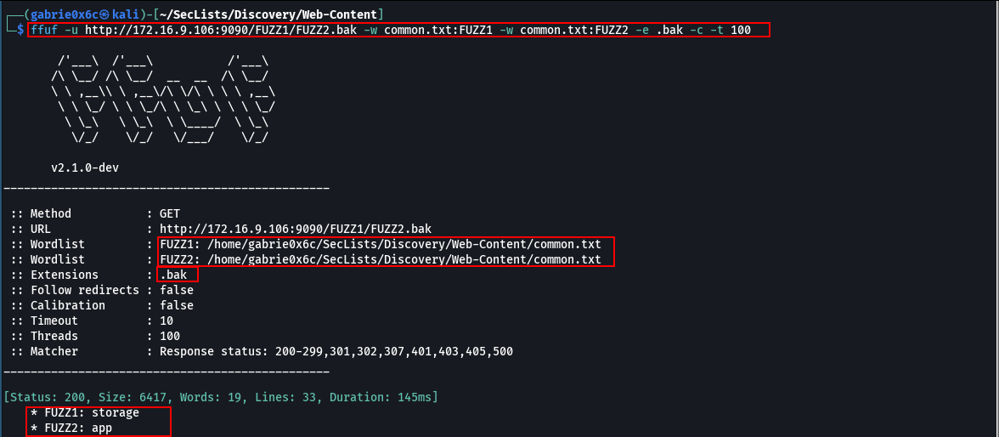 ┌──(gabrie0x6c㉿kali)-[~/SecLists/Discovery/Web-Content]
└─$ ffuf -u http://172.16.9.106:9090/FUZZ1/FUZZ2.bak -w common.txt:FUZZ1 -w common.txt:FUZZ2 -e .bak -c -t 100
        /'___\  /'___\           /'___\
       /\ \__/ /\ \__/  __  __  /\ \__/
       \ \ ,__\\ \ ,__\/\ \/\ \ \ \ ,__\
        \ \ \_/ \ \ \_/\ \ \_\ \ \ \ \_/
         \ \_\   \ \_\  \ \____/  \ \_\
          \/_/    \/_/   \/___/    \/_/
       v2.1.0-dev
________________________________________________
 :: Method           : GET
 :: URL              : http://172.16.9.106:9090/FUZZ1/FUZZ2.bak
 :: Wordlist         : FUZZ1: /home/gabrie0x6c/SecLists/Discovery/Web-Content/common.txt
 :: Wordlist         : FUZZ2: /home/gabrie0x6c/SecLists/Discovery/Web-Content/common.txt
 :: Extensions       : .bak
 :: Follow redirects : false
 :: Calibration      : false
 :: Timeout          : 10
 :: Threads          : 100
 :: Matcher          : Response status: 200-299,301,302,307,401,403,405,500
________________________________________________
[Status: 200, Size: 6417, Words: 19, Lines: 33, Duration: 145ms]
    * FUZZ1: storage
    * FUZZ2: app